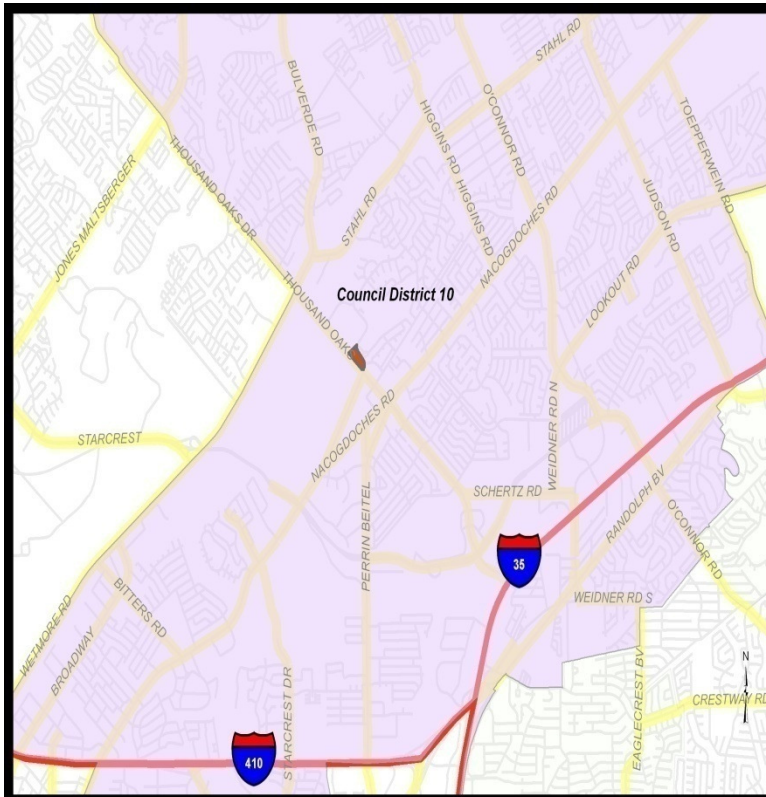 STAHL RD
BULVERDE RD
HIGGINS RD
HIGGINS RD
O'CONNOR RD
TOEPPERWEIN RD
JONES MALTSBERGER
THOUSAND OAKS DR
STAHL RD
NACOGDOCHES RD
JUDSON RD
LOOKOUT RD
Council District 10
THOUSAND OAKS
NACOGDOCHES RD
STARCREST
WEIDNER RD N
PERRIN BEITEL
SCHERTZ RD
RANDOLPH BV
O'CONNOR RD
35
WETMORE RD
BITTERS RD
BROADWAY
WEIDNER RD S
STARCREST DR
EAGLECREST BV
N
CRESTWAY RD
410